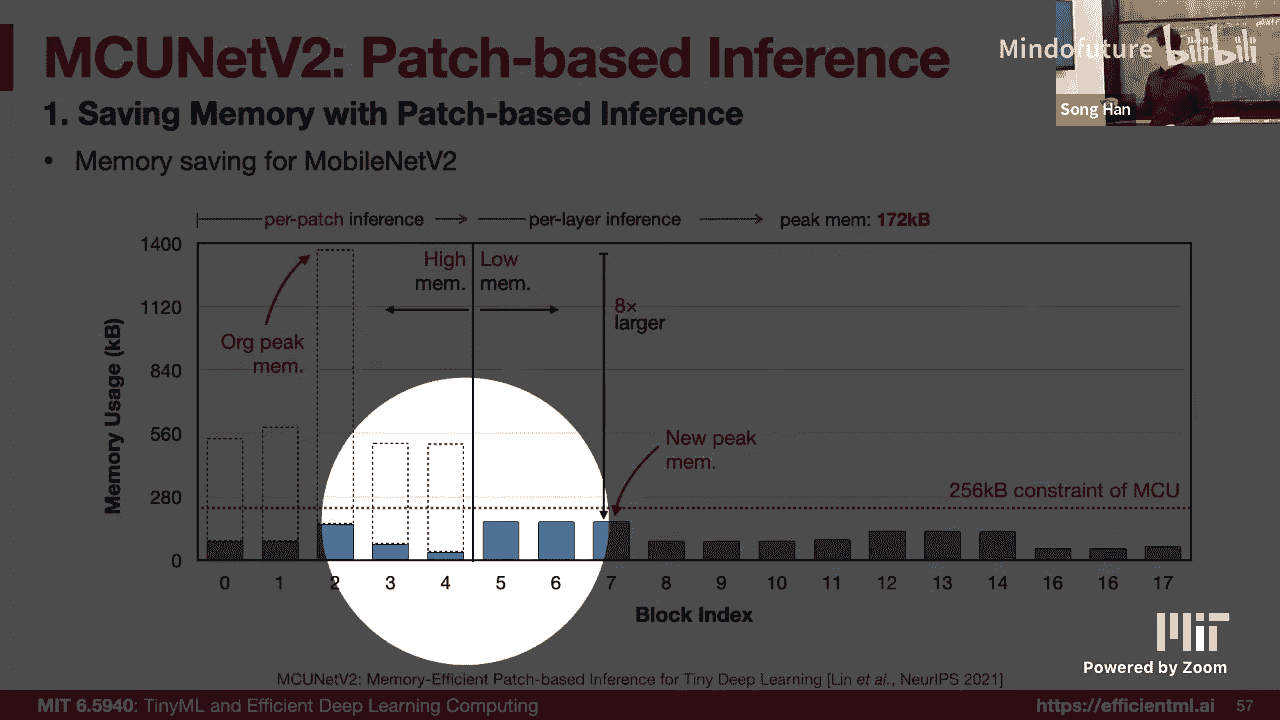 MCUNetV2: Patch-based Inference
Mindofuture bilibili
Song Han
1. Saving Memory with Patch-based Inference
• Memory saving for MobileNetV2
per-patch inference
per-layer inference
peak mem: 172kB
1400
1120
840
560
280
0
Memory Usage (kB)
High
mem.
Low
mem.
8×
larger
Org peak
mem.
New peak
mem.
256kB constraint of MCU
0 1 2 3 4 5 6 7 8 9 10 11 12 13 14 16 16 17
Block Index
MIT
Powered by Zoom
MCUNetV2: Memory-Efficient Patch-based Inference for Tiny Deep Learning [Lin et al., NeurIPS 2021]
MIT 6.5940: TinyML and Efficient Deep Learning Computing
https://efficientml.ai
57